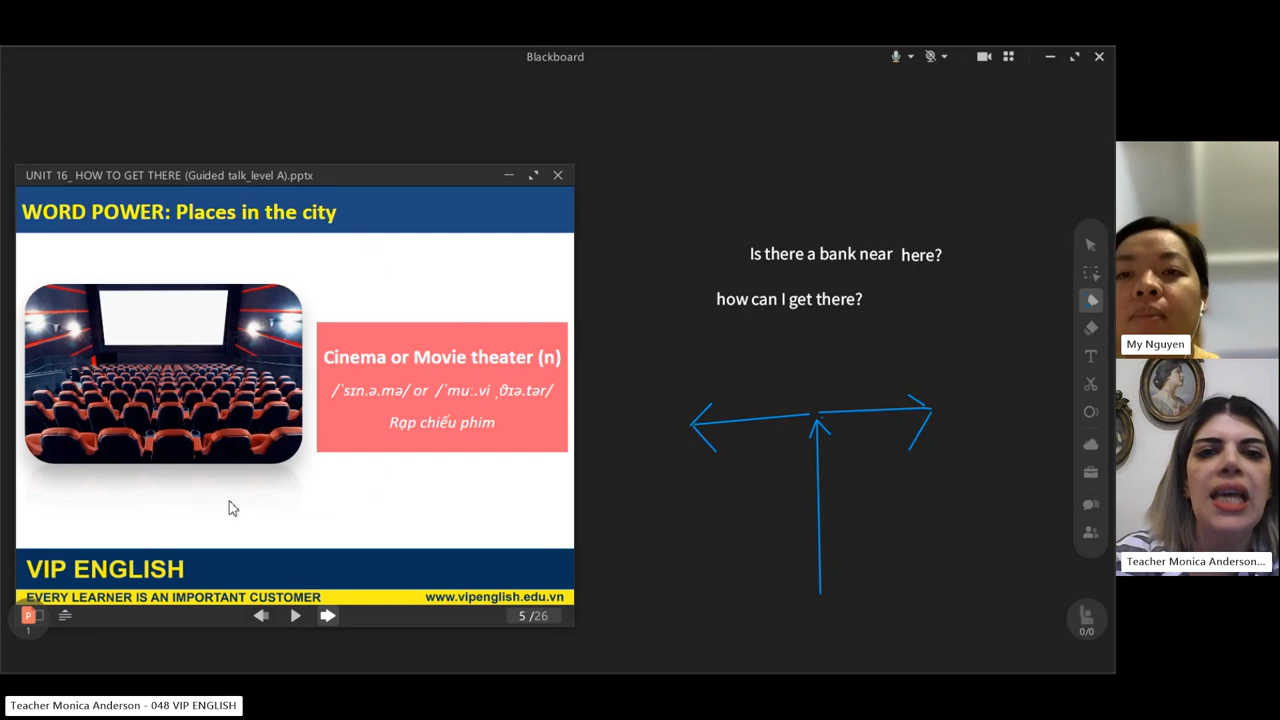 Blackboard
UNIT 16_ HOW TO GET THERE (Guided talk_level A).pptx
WORD POWER: Places in the city
Cinema or Movie theater (n)
/ˈsɪn.ə.mə/ or /ˈmuː.vi ˌθɪə.tər/
Rạp chiếu phim
VIP ENGLISH
EVERY LEARNER IS AN IMPORTANT CUSTOMER
www.vipenglish.edu.vn
P
1
5 /26
Is there a bank near here?
how can I get there?
T
0/0
My Nguyen
Teacher Monica Anderson...
Teacher Monica Anderson - 048 VIP ENGLISH